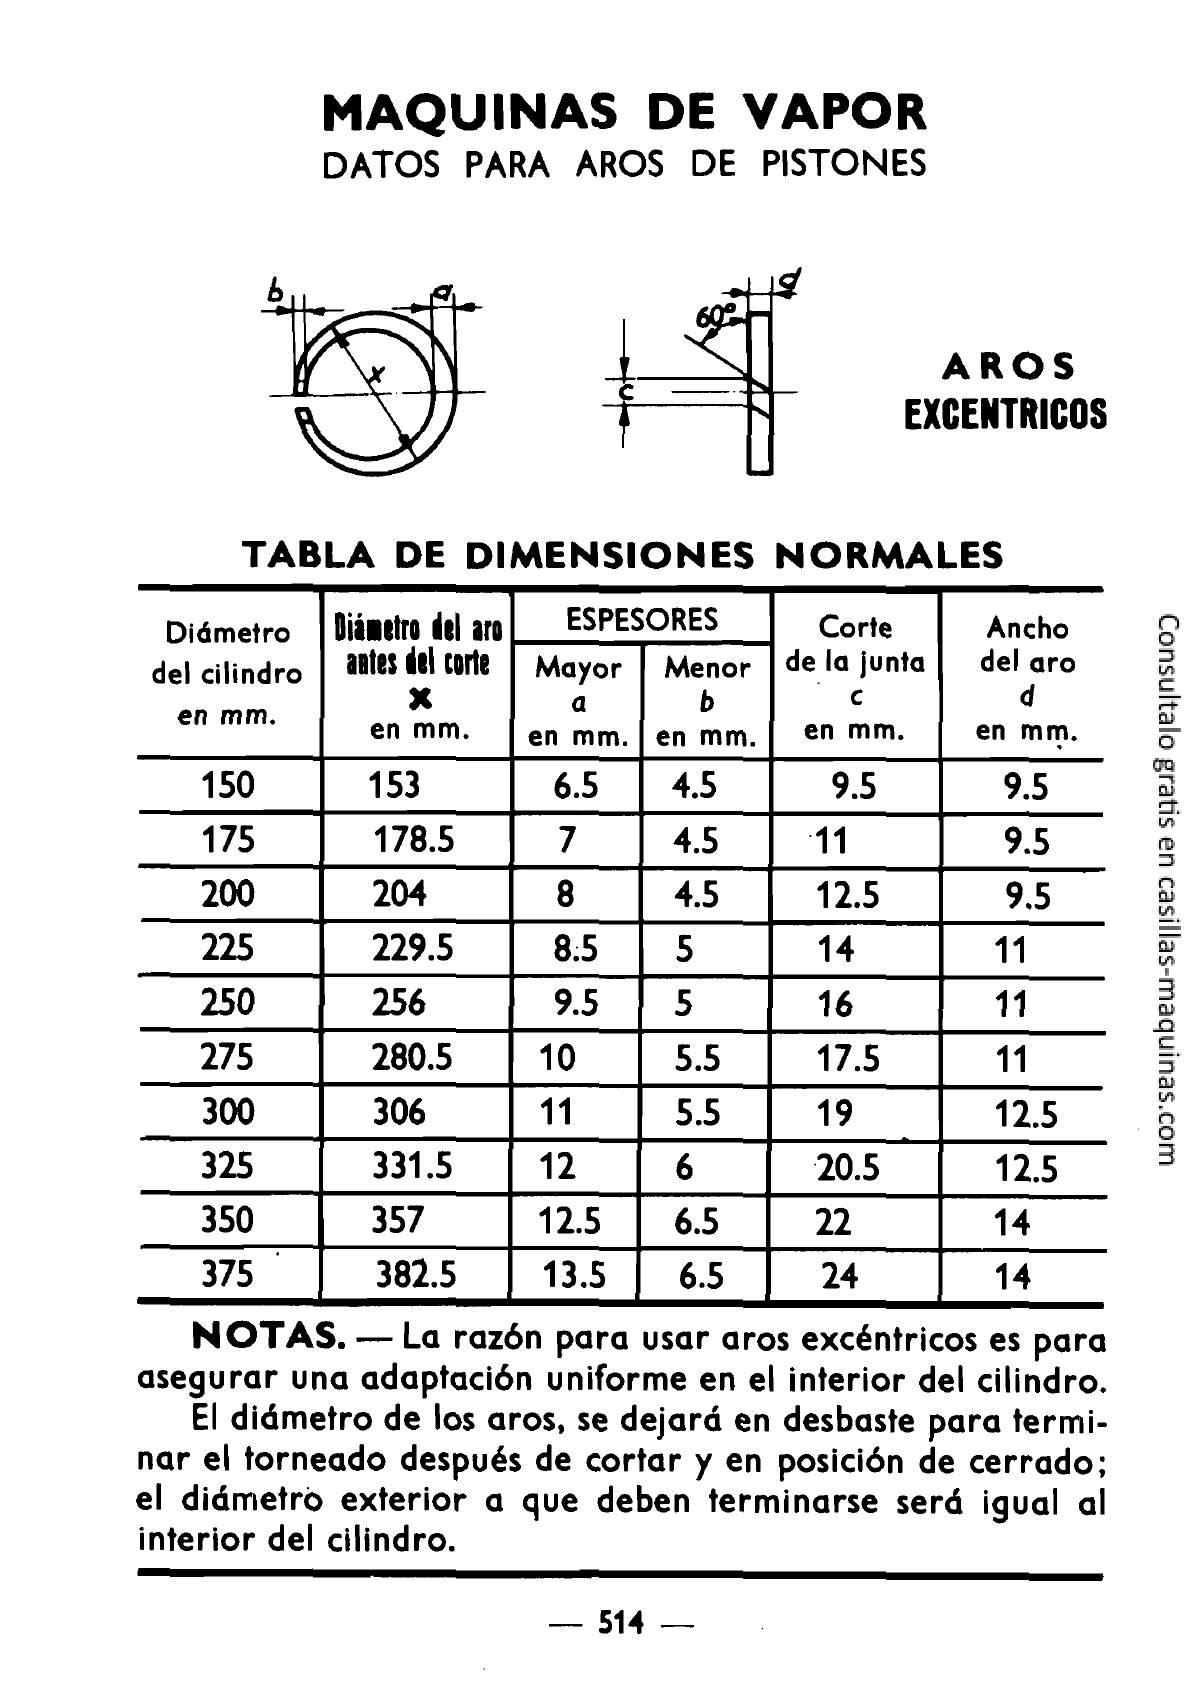 MAQUINAS DE VAPOR
DATOS PARA AROS DE PISTONES
b
a
x
d
60°
c
AROS
EXCENTRICOS
TABLA DE DIMENSIONES NORMALES
Diámetro del cilindro en mm. | Diámetro del aro antes del corte X en mm. | ESPESORES Mayor a en mm. | ESPESORES Menor b en mm. | Corte de la junta c en mm. | Ancho del aro d en mm.
150 153 6.5 4.5 9.5 9.5
175 178.5 7 4.5 11 9.5
200 204 8 4.5 12.5 9.5
225 229.5 8.5 5 14 11
250 256 9.5 5 16 11
275 280.5 10 5.5 17.5 11
300 306 11 5.5 19 12.5
325 331.5 12 6 20.5 12.5
350 357 12.5 6.5 22 14
375 382.5 13.5 6.5 24 14
NOTAS. — La razón para usar aros excéntricos es para
asegurar una adaptación uniforme en el interior del cilindro.
El diámetro de los aros, se dejará en desbaste para termi-
nar el torneado después de cortar y en posición de cerrado;
el diámetro exterior a que deben terminarse será igual al
interior del cilindro.
— 514 —
Consultalo gratis en casillas-maquinas.com